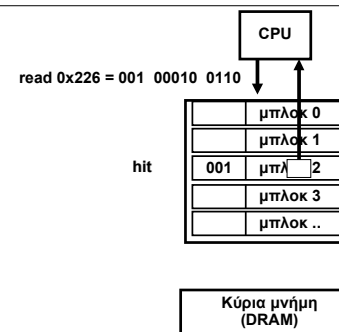 CPU
read 0x226 = 001 00010 0110
μπλοκ 0
μπλοκ 1
hit 001 2
μπλοκ 3
μπλοκ ..
Κύρια μνήμη
(DRAM)